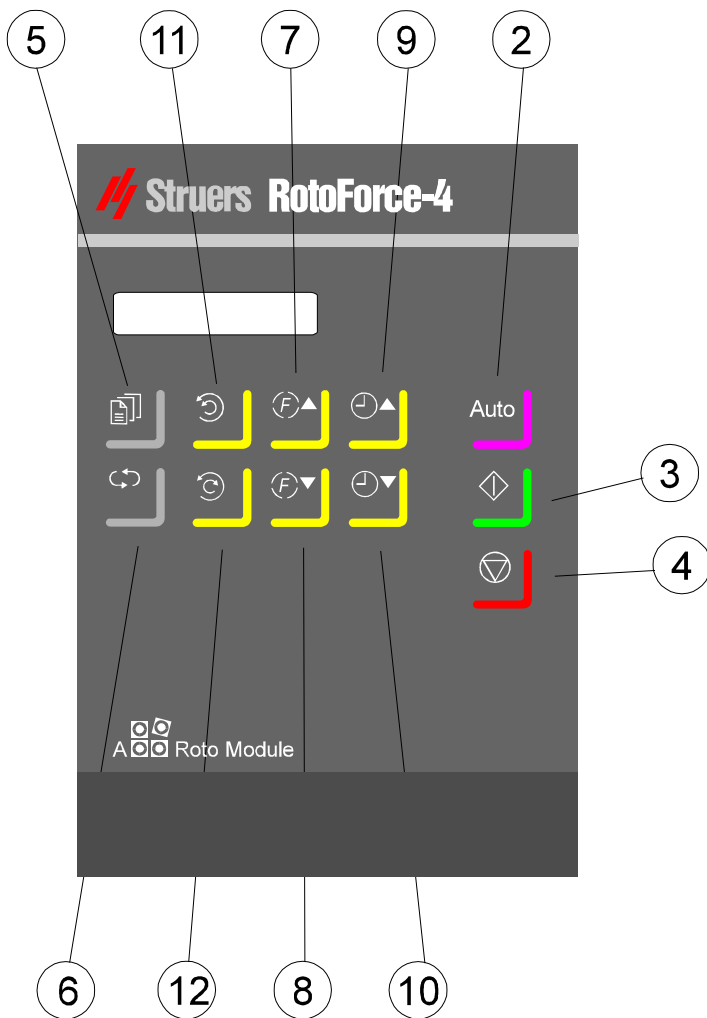 5 11 7 9 2
Struers RotoForce-4
F
Auto
F
3
4
A Roto Module
6 12 8 10